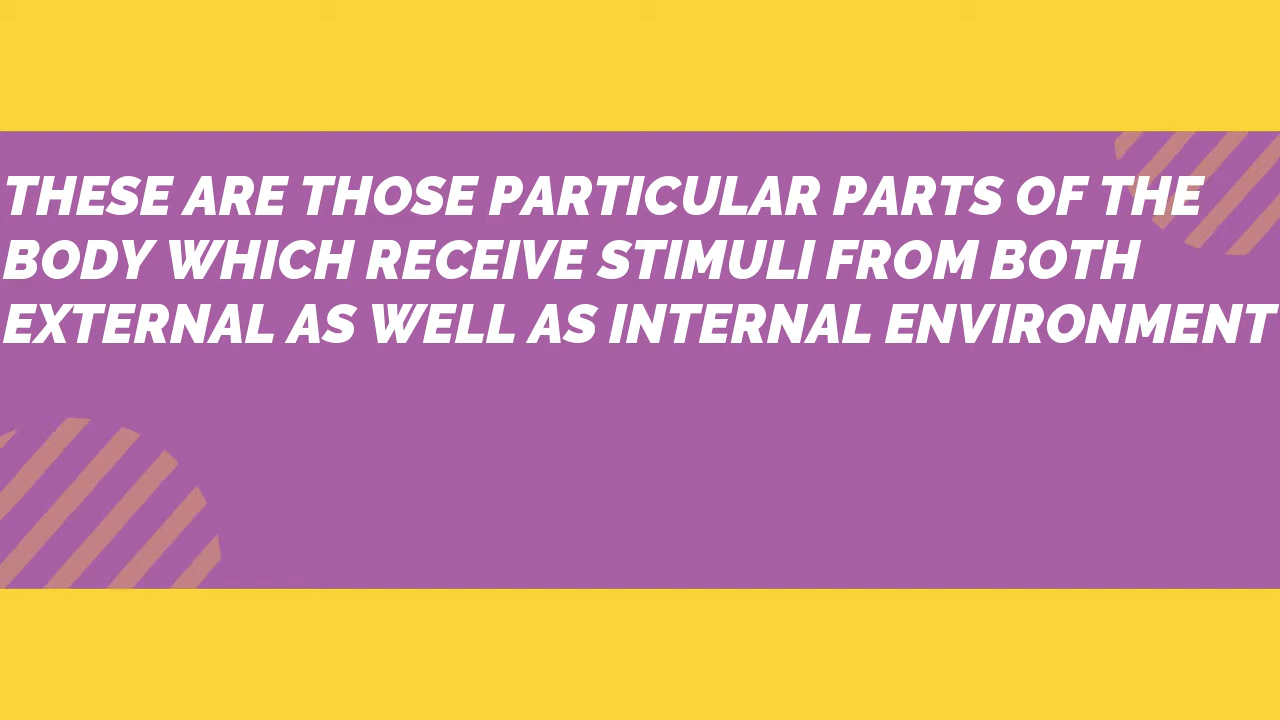 THESE ARE THOSE PARTICULAR PARTS OF THE
BODY WHICH RECEIVE STIMULI FROM BOTH
EXTERNAL AS WELL AS INTERNAL ENVIRONMENT